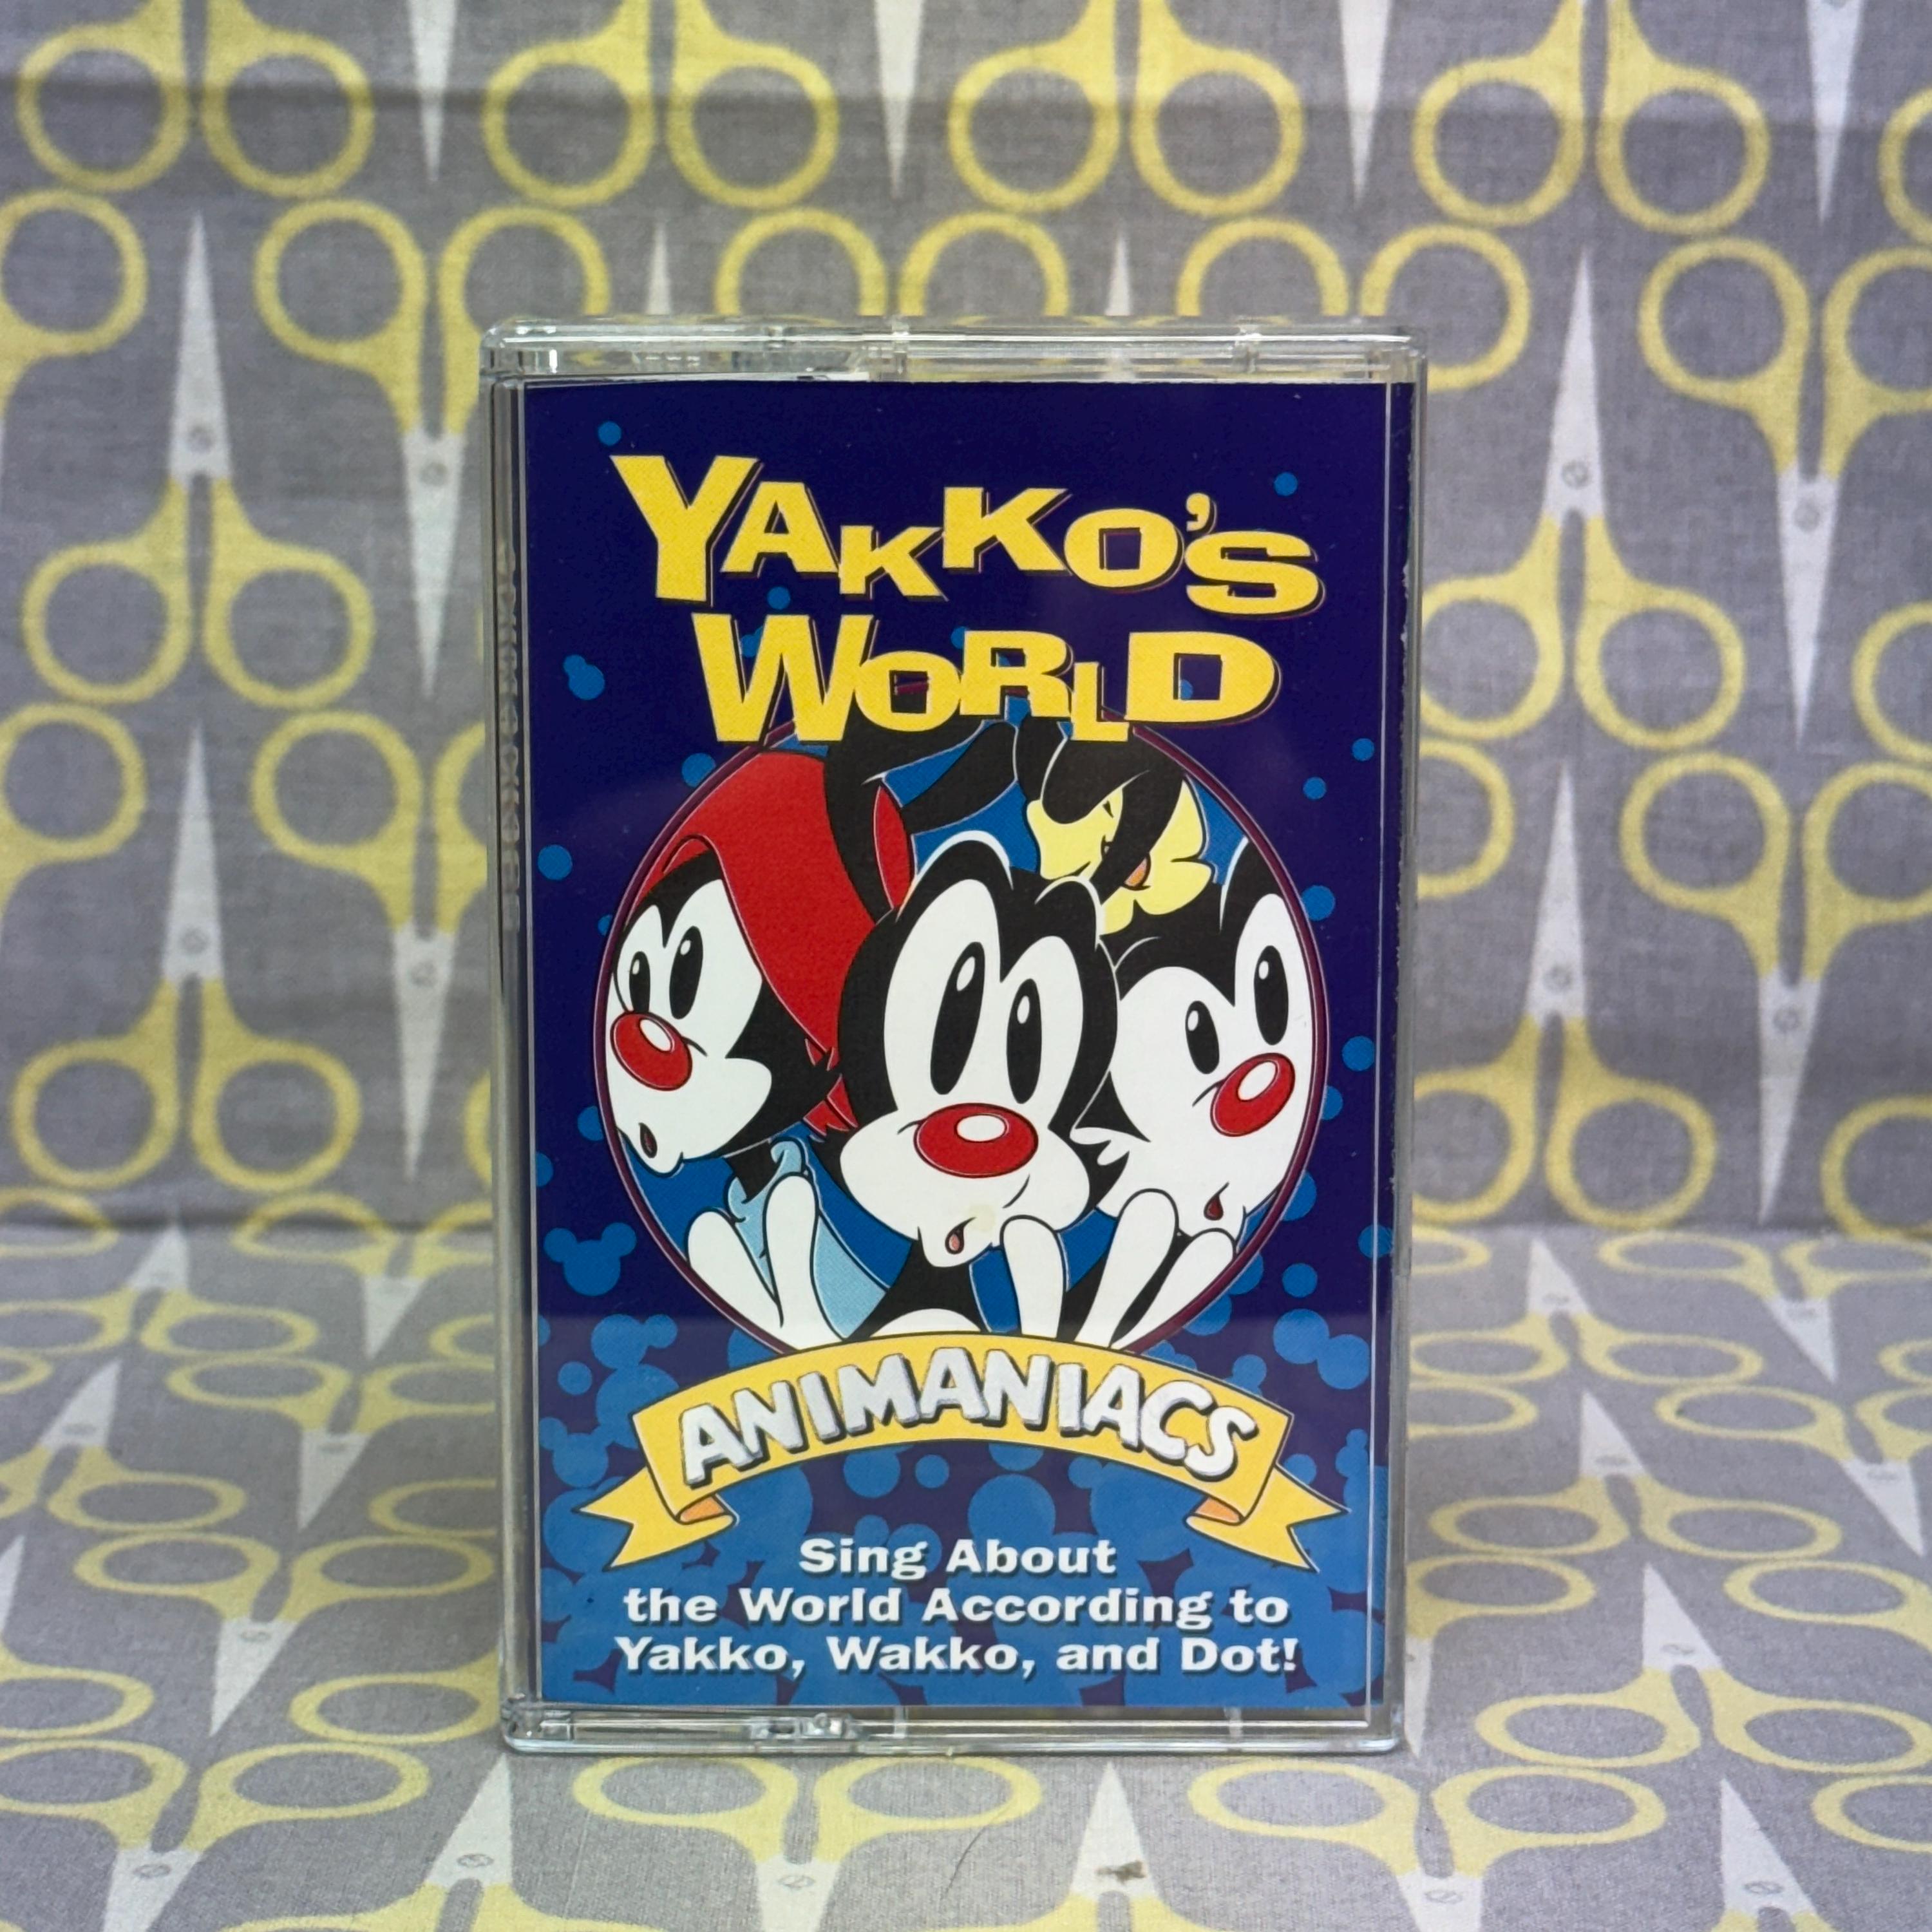 YAKKO'S
WORLD
ANIMANIACS
Sing About
the World According to
Yakko, Wakko, and Dot!